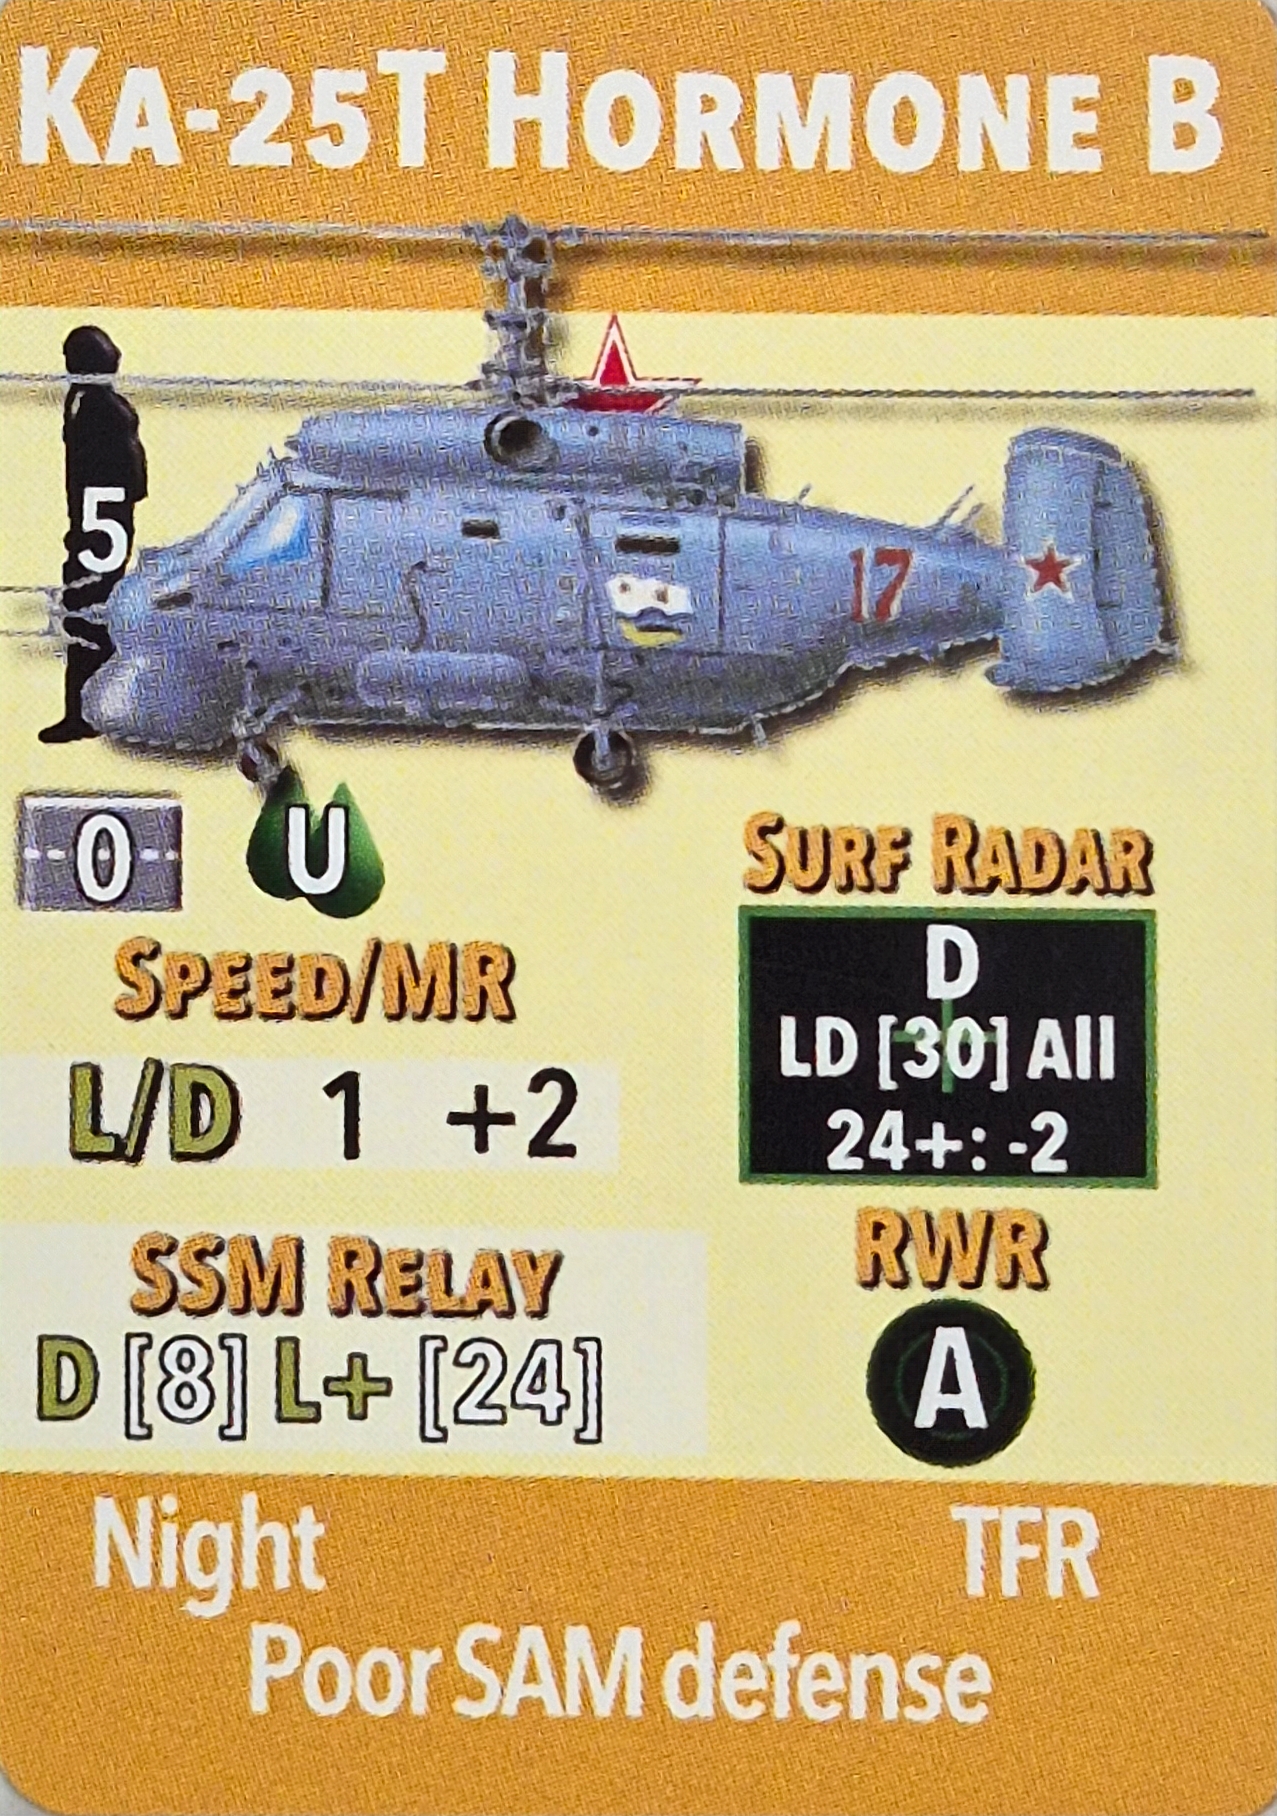 KA-25T HORMONE B
5
17
0 U
SURF RADAR
D
LD [30] All
24+: -2
SPEED/MR
L/D 1 +2
SSM RELAY
D [8] L+ [24]
RWR
A
Night TFR
Poor SAM defense